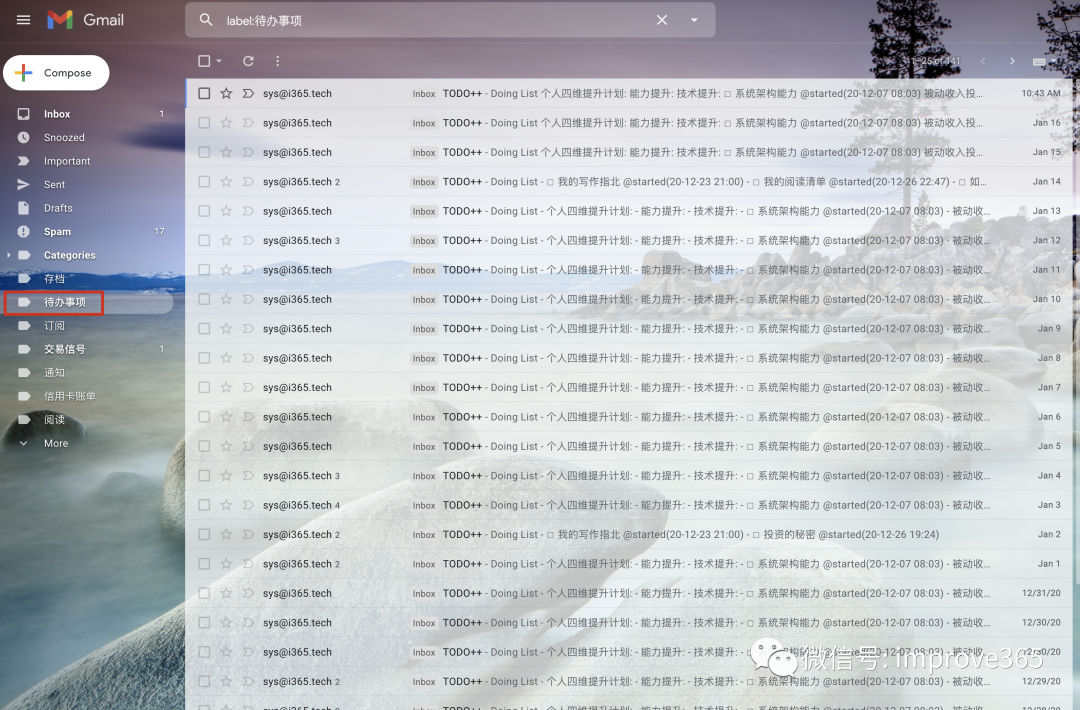 Gmail
label:待办事项
Compose
Inbox 1
Snoozed
Important
Sent
Drafts
Spam 17
Categories
存档
待办事项
订阅
交易信号 1
通知
信用卡账单
阅读
More
1–25 of 141
sys@i365.tech Inbox TODO++ - Doing List 个人四维提升计划: 能力提升: 技术提升: □ 系统架构能力 @started(20-12-07 08:03) 被动收入投... 10:43 AM
sys@i365.tech Inbox TODO++ - Doing List 个人四维提升计划: 能力提升: 技术提升: □ 系统架构能力 @started(20-12-07 08:03) 被动收入投... Jan 16
sys@i365.tech Inbox TODO++ - Doing List 个人四维提升计划: 能力提升: 技术提升: □ 系统架构能力 @started(20-12-07 08:03) 被动收入投... Jan 15
sys@i365.tech 2 Inbox TODO++ - Doing List - □ 我的写作指北 @started(20-12-23 21:00) - □ 我的阅读清单 @started(20-12-26 22:47) - □ 如... Jan 14
sys@i365.tech Inbox TODO++ - Doing List - 个人四维提升计划: - 能力提升: - 技术提升: - □ 系统架构能力 @started(20-12-07 08:03) - 被动收... Jan 13
sys@i365.tech 3 Inbox TODO++ - Doing List - 个人四维提升计划: - 能力提升: - 技术提升: - □ 系统架构能力 @started(20-12-07 08:03) - 被动收... Jan 12
sys@i365.tech Inbox TODO++ - Doing List - 个人四维提升计划: - 能力提升: - 技术提升: - □ 系统架构能力 @started(20-12-07 08:03) - 被动收... Jan 11
sys@i365.tech Inbox TODO++ - Doing List - 个人四维提升计划: - 能力提升: - 技术提升: - □ 系统架构能力 @started(20-12-07 08:03) - 被动收... Jan 10
sys@i365.tech Inbox TODO++ - Doing List - 个人四维提升计划: - 能力提升: - 技术提升: - □ 系统架构能力 @started(20-12-07 08:03) - 被动收... Jan 9
sys@i365.tech Inbox TODO++ - Doing List - 个人四维提升计划: - 能力提升: - 技术提升: - □ 系统架构能力 @started(20-12-07 08:03) - 被动收... Jan 8
sys@i365.tech Inbox TODO++ - Doing List - 个人四维提升计划: - 能力提升: - 技术提升: - □ 系统架构能力 @started(20-12-07 08:03) - 被动收... Jan 7
sys@i365.tech Inbox TODO++ - Doing List - 个人四维提升计划: - 能力提升: - 技术提升: - □ 系统架构能力 @started(20-12-07 08:03) - 被动收... Jan 6
sys@i365.tech Inbox TODO++ - Doing List - 个人四维提升计划: - 能力提升: - 技术提升: - □ 系统架构能力 @started(20-12-07 08:03) - 被动收... Jan 5
sys@i365.tech 3 Inbox TODO++ - Doing List - 个人四维提升计划: - 能力提升: - 技术提升: - □ 系统架构能力 @started(20-12-07 08:03) - 被动收... Jan 4
sys@i365.tech 4 Inbox TODO++ - Doing List - 个人四维提升计划: - 能力提升: - 技术提升: - □ 系统架构能力 @started(20-12-07 08:03) - 被动收... Jan 3
sys@i365.tech 2 Inbox TODO++ - Doing List - □ 我的写作指北 @started(20-12-23 21:00) - □ 投资的秘密 @started(20-12-26 19:24) Jan 2
sys@i365.tech 2 Inbox TODO++ - Doing List - 个人四维提升计划: - 能力提升: - 技术提升: - □ 系统架构能力 @started(20-12-07 08:03) - 被动收... Jan 1
sys@i365.tech Inbox TODO++ - Doing List - 个人四维提升计划: - 能力提升: - 技术提升: - □ 系统架构能力 @started(20-12-07 08:03) - 被动收... 12/31/20
sys@i365.tech Inbox TODO++ - Doing List - 个人四维提升计划: - 能力提升: - 技术提升: - □ 系统架构能力 @started(20-12-07 08:03) - 被动收... 12/30/20
sys@i365.tech Inbox TODO++ - Doing List - 个人四维提升计划: - 能力提升: - 技术提升: - 构能力 @started(20-12-07 08:03) - 被动收... 12/30/20
微信号: improve365
sys@i365.tech 2 Inbox TODO++ - Doing List - 个人四维提升计划: - 能力提升: - 技术提升: - □ 系统架构能力 @started(20-12-07 08:03) - 被动收... 12/29/20